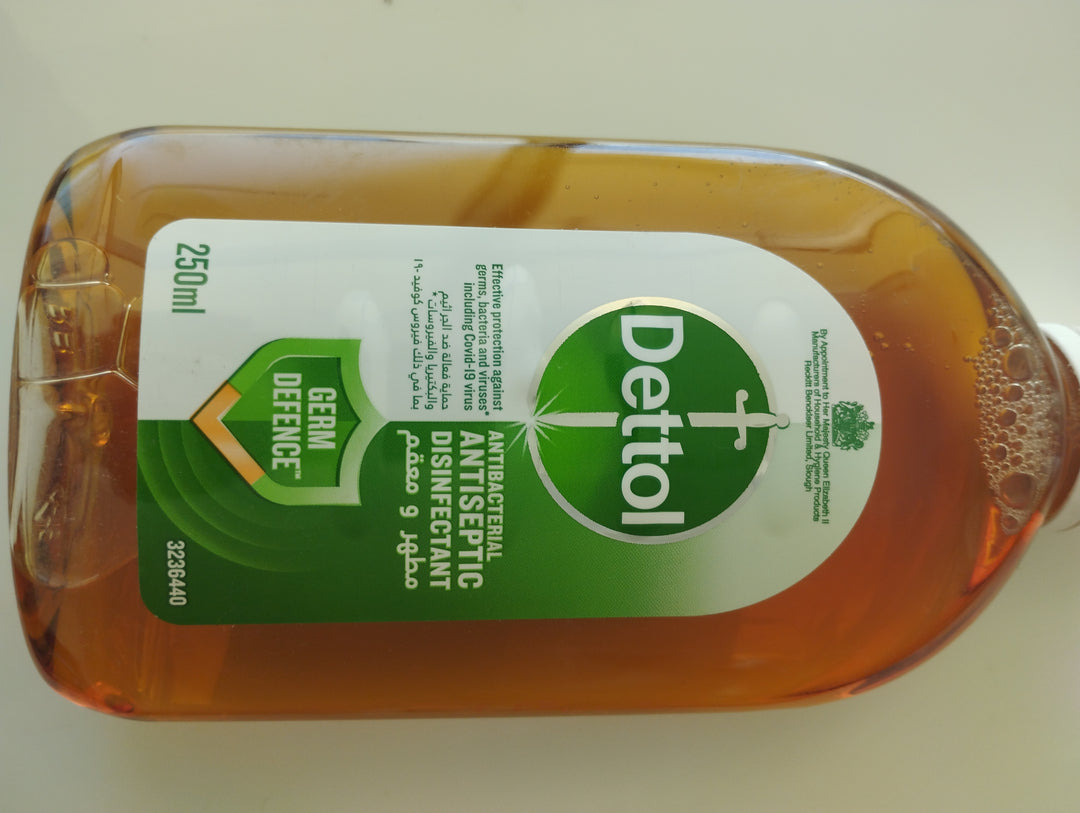 By Appointment to Her Majesty Queen Elizabeth II
Manufacturers of Household & Hygiene Products
Reckitt Benckiser Limited, Slough
Dettol
Effective protection against
germs, bacteria and viruses*
including Covid-19 virus
حماية فعالة ضد الجراثيم
والبكتيريا والفيروسات*
بما في ذلك فيروس كوفيد-١٩
ANTIBACTERIAL
ANTISEPTIC
DISINFECTANT
مطهر و معقم
GERM
DEFENCE™
250ml
3236440